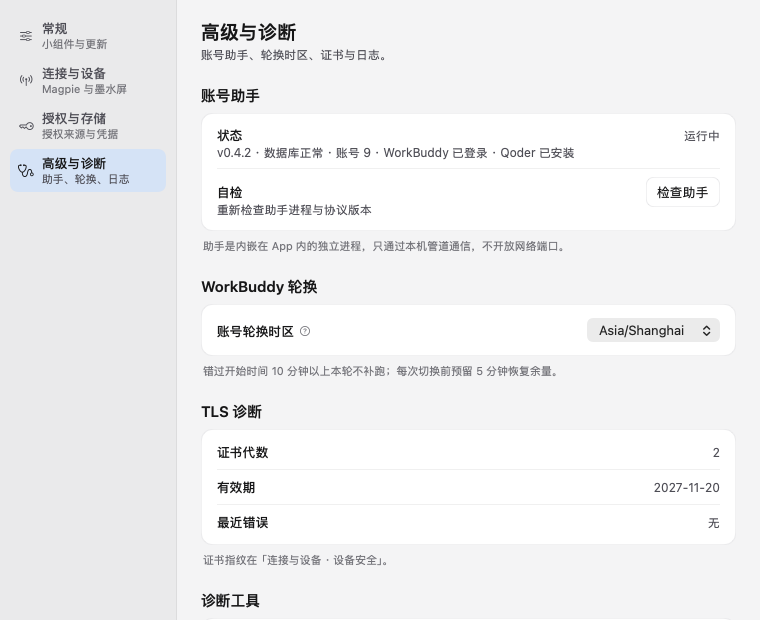 常规
小组件与更新
连接与设备
Magpie 与墨水屏
授权与存储
授权来源与凭据
高级与诊断
助手、轮换、日志
高级与诊断
账号助手、轮换时区、证书与日志。
账号助手
状态
运行中
v0.4.2 · 数据库正常 · 账号 9 · WorkBuddy 已登录 · Qoder 已安装
自检
检查助手
重新检查助手进程与协议版本
助手是内嵌在 App 内的独立进程，只通过本机管道通信，不开放网络端口。
WorkBuddy 轮换
账号轮换时区 ?
Asia/Shanghai
错过开始时间 10 分钟以上本轮不补跑；每次切换前预留 5 分钟恢复余量。
TLS 诊断
证书代数
2
有效期
2027-11-20
最近错误
无
证书指纹在「连接与设备 · 设备安全」。
诊断工具